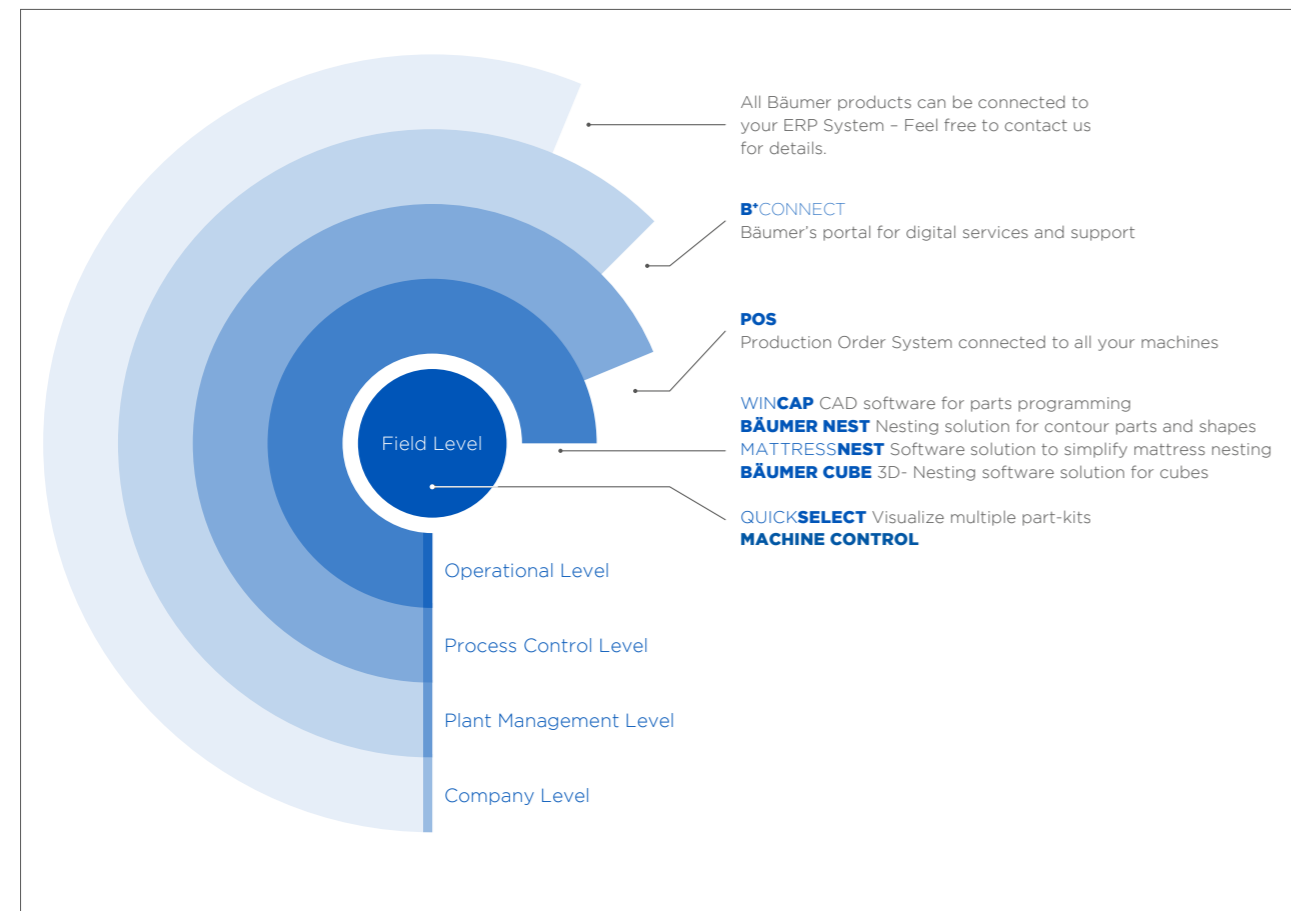 All Bäumer products can be connected to
your ERP System – Feel free to contact us
for details.
B⁺CONNECT
Bäumer’s portal for digital services and support
POS
Production Order System connected to all your machines
WINCAP CAD software for parts programming
BÄUMER NEST Nesting solution for contour parts and shapes
MATTRESSNEST Software solution to simplify mattress nesting
BÄUMER CUBE 3D- Nesting software solution for cubes
QUICKSELECT Visualize multiple part-kits
MACHINE CONTROL
Field Level
Operational Level
Process Control Level
Plant Management Level
Company Level